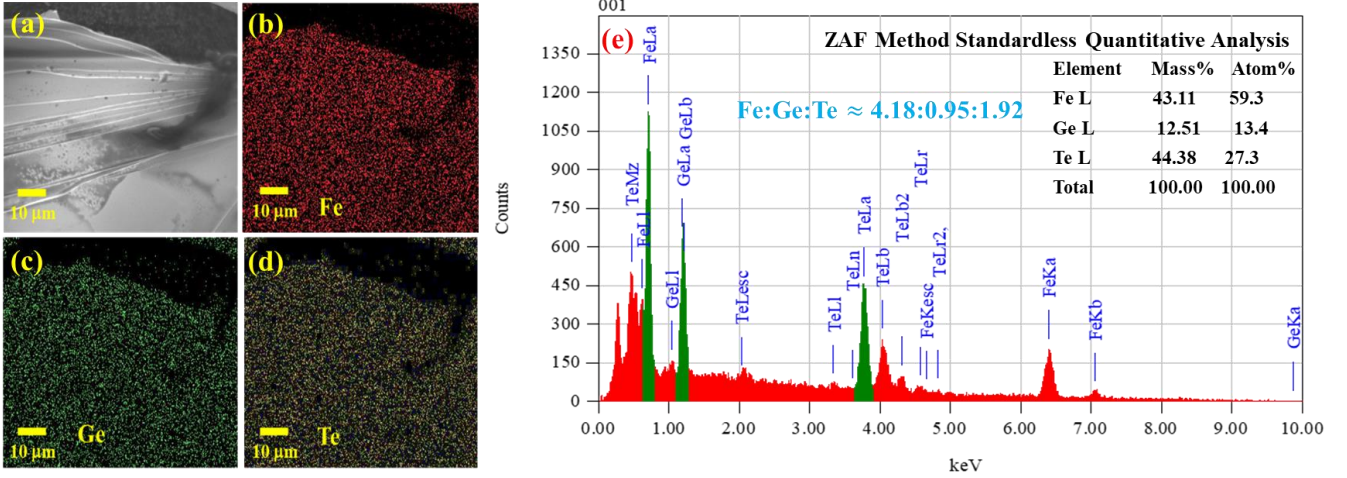 (a)
10 μm
(b)
10 μm
Fe
(c)
10 μm
Ge
(d)
10 μm
Te
001
(e)
ZAF Method Standardless Quantitative Analysis
Element Mass% Atom%
Fe L 43.11 59.3
Ge L 12.51 13.4
Te L 44.38 27.3
Total 100.00 100.00
Fe:Ge:Te ≈ 4.18:0.95:1.92
Counts
1350
1200
1050
900
750
600
450
300
150
0
TeMz
FeLl
FeLa
GeLl
GeLa GeLb
TeLesc
TeLl
TeLn
TeLa
TeLb
TeLb2
TeLr
FeKesc
TeLr2,
FeKa
FeKb
GeKa
0.00 1.00 2.00 3.00 4.00 5.00 6.00 7.00 8.00 9.00 10.00
keV